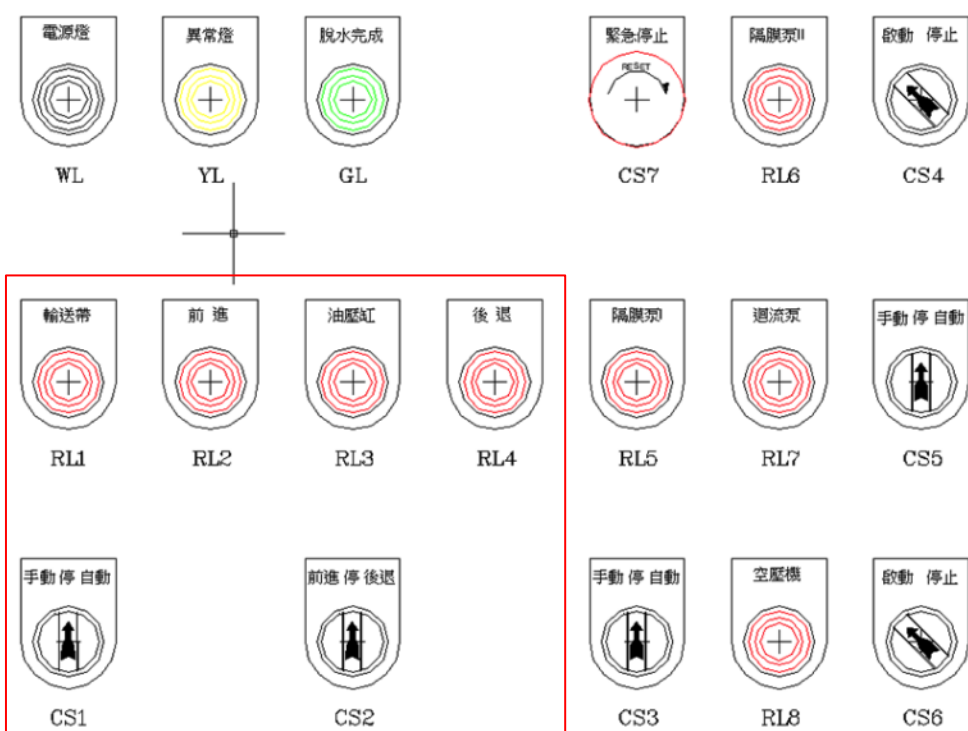 電源燈 異常燈 脫水完成 緊急停止 隔膜泵II 啟動 停止
RESET
WL YL GL CS7 RL6 CS4
輸送帶 前 進 油壓缸 後 退 隔膜泵I 迴流泵 手動 停 自動
RL1 RL2 RL3 RL4 RL5 RL7 CS5
手動 停 自動 前進 停 後退 手動 停 自動 空壓機 啟動 停止
CS1 CS2 CS3 RL8 CS6